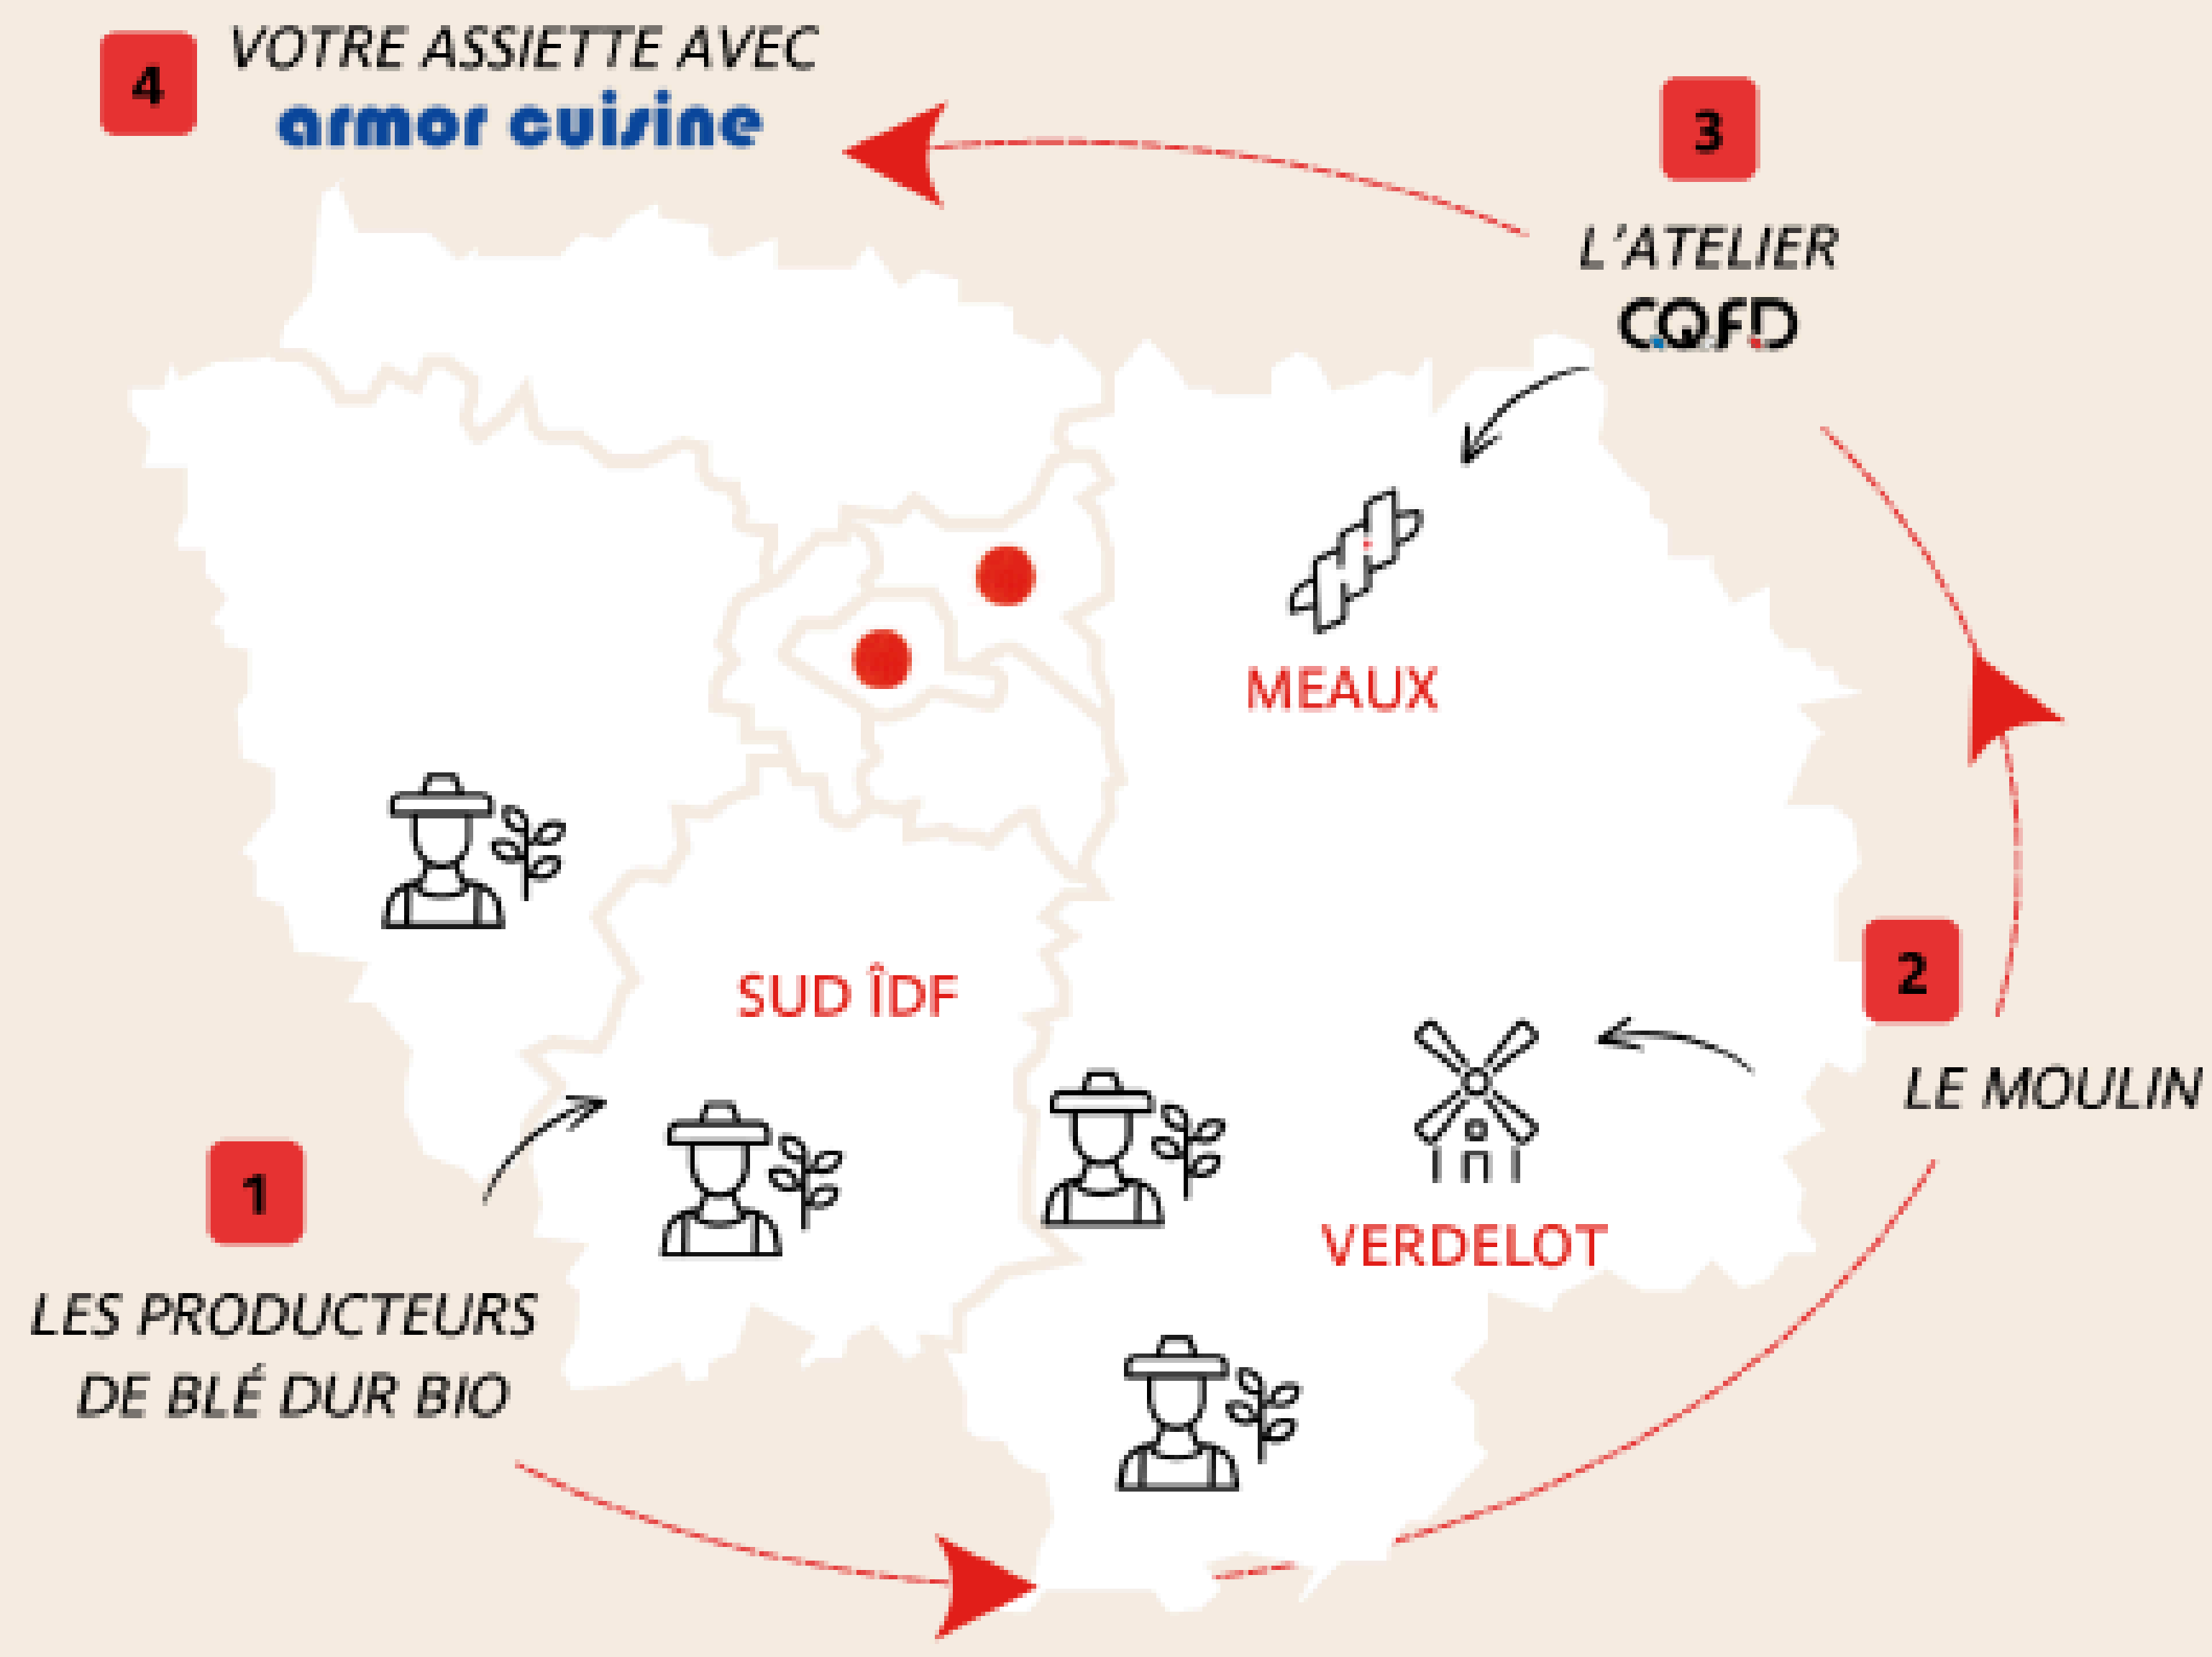 4
VOTRE ASSIETTE AVEC
armor cuisine
3
L'ATELIER
CQFD
MEAUX
SUD ÎDF
2
LE MOULIN
VERDELOT
1
LES PRODUCTEURS
DE BLÉ DUR BIO